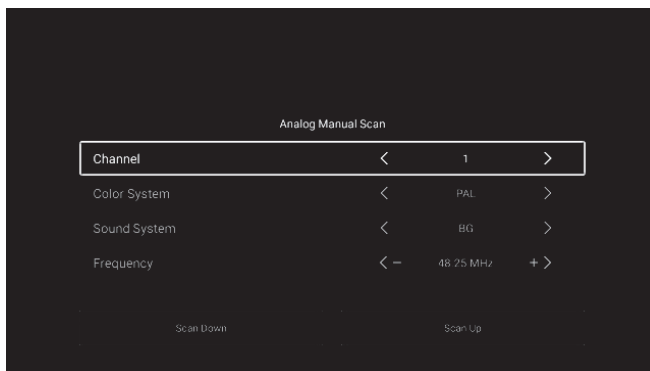 Analog Manual Scan
Channel < 1 >
Color System < PAL >
Sound System < BG >
Frequency < – 48.25 MHz + >
Scan Down Scan Up